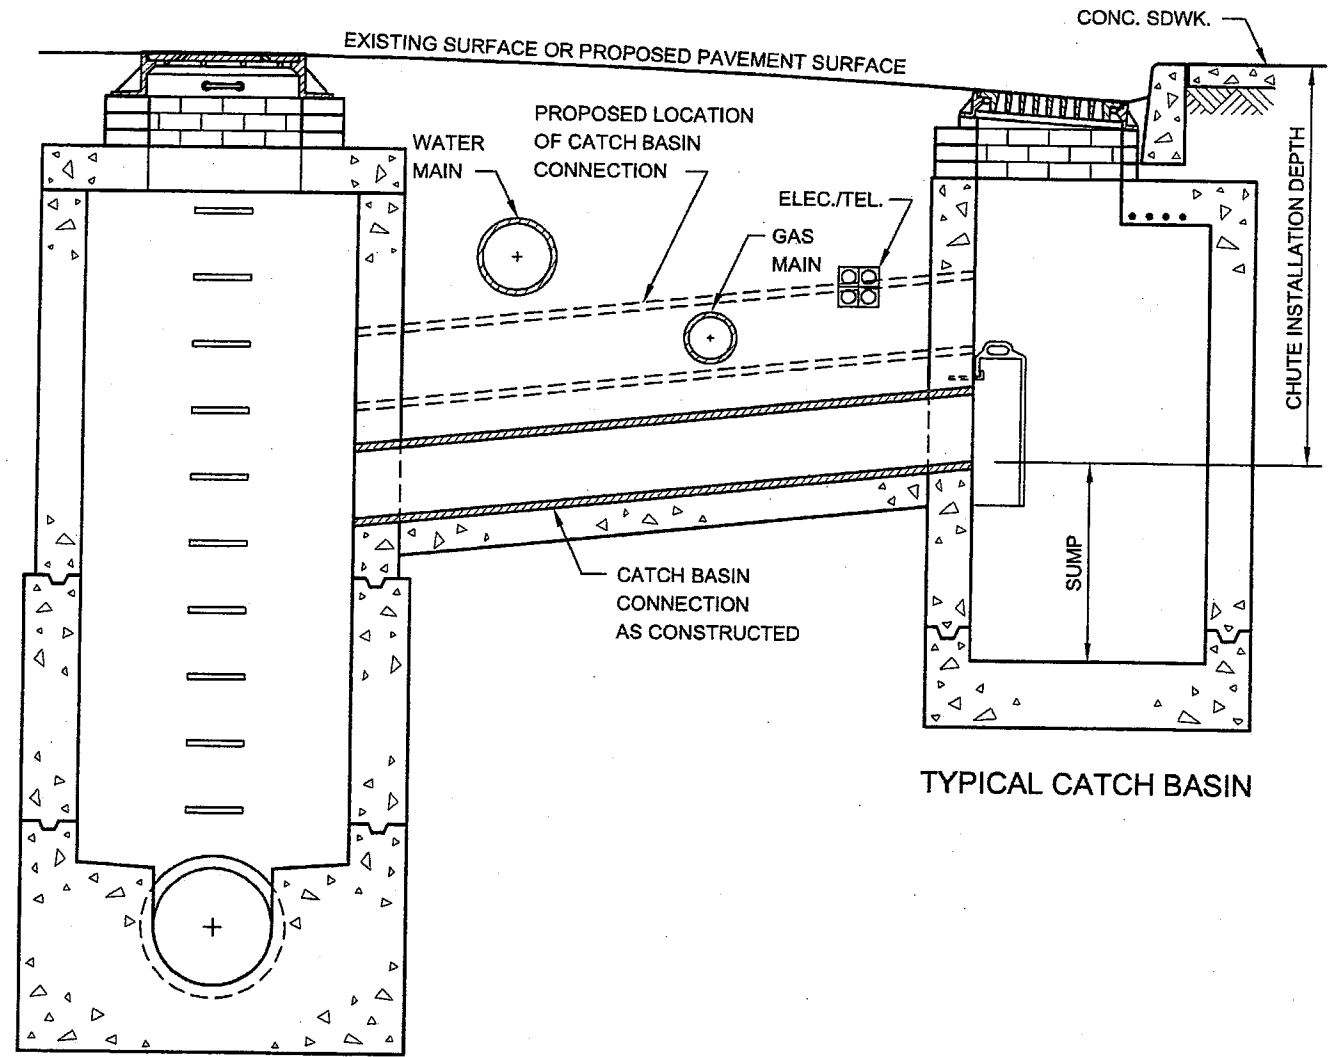 CONC. SDWK.
EXISTING SURFACE OR PROPOSED PAVEMENT SURFACE
WATER
MAIN
PROPOSED LOCATION
OF CATCH BASIN
CONNECTION
ELEC./TEL.
GAS
MAIN
CHUTE INSTALLATION DEPTH
SUMP
CATCH BASIN
CONNECTION
AS CONSTRUCTED
TYPICAL CATCH BASIN